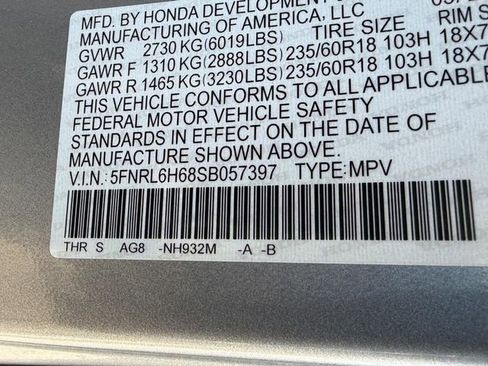 MFD. BY HONDA DEVELOPMENT
MANUFACTURING OF AMERICA, LLC
GVWR 2730 KG(6019LBS) TIRE SIZE RIM S
GAWR F 1310 KG(2888LBS) 235/60R18 103H 18X7
GAWR R 1465 KG(3230LBS) 235/60R18 103H 18X7
THIS VEHICLE CONFORMS TO ALL APPLICABLE
FEDERAL MOTOR VEHICLE SAFETY
STANDARDS IN EFFECT ON THE DATE OF
MANUFACTURE SHOWN ABOVE.
V.I.N.: 5FNRL6H68SB057397 TYPE:MPV
THR S AG8 -NH932M -A -B